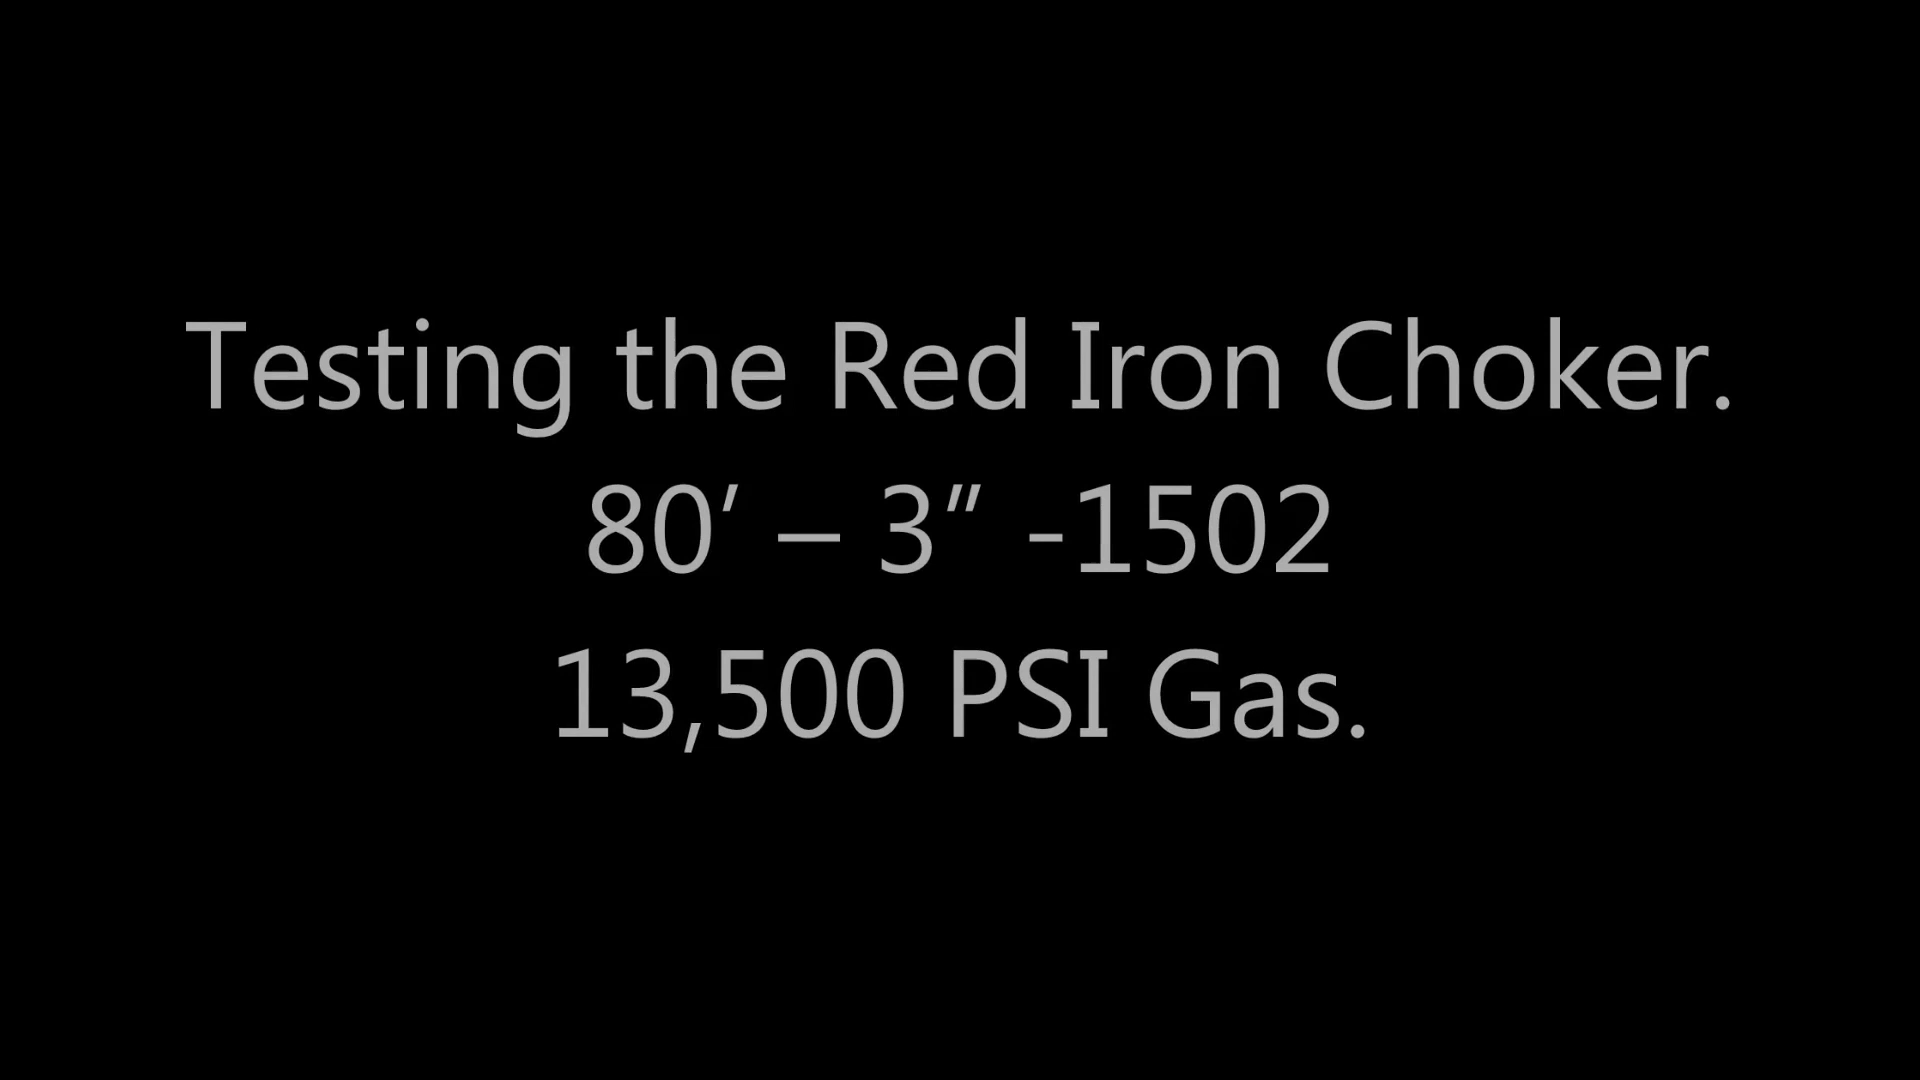 Testing the Red Iron Choker.
80′ – 3″ -1502
13,500 PSI Gas.